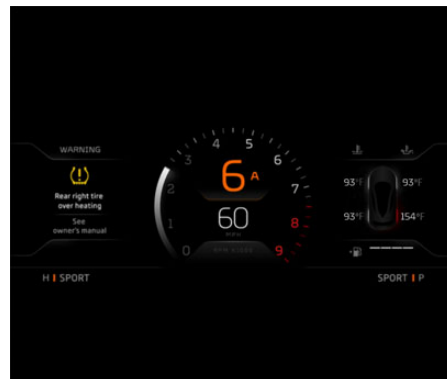 WARNING
Rear right tire
over heating
See
owner's manual
H SPORT
0
1
2
3
4
5
6
7
8
9
6 A
60
MPH
93°F 93°F
93°F 154°F
SPORT P